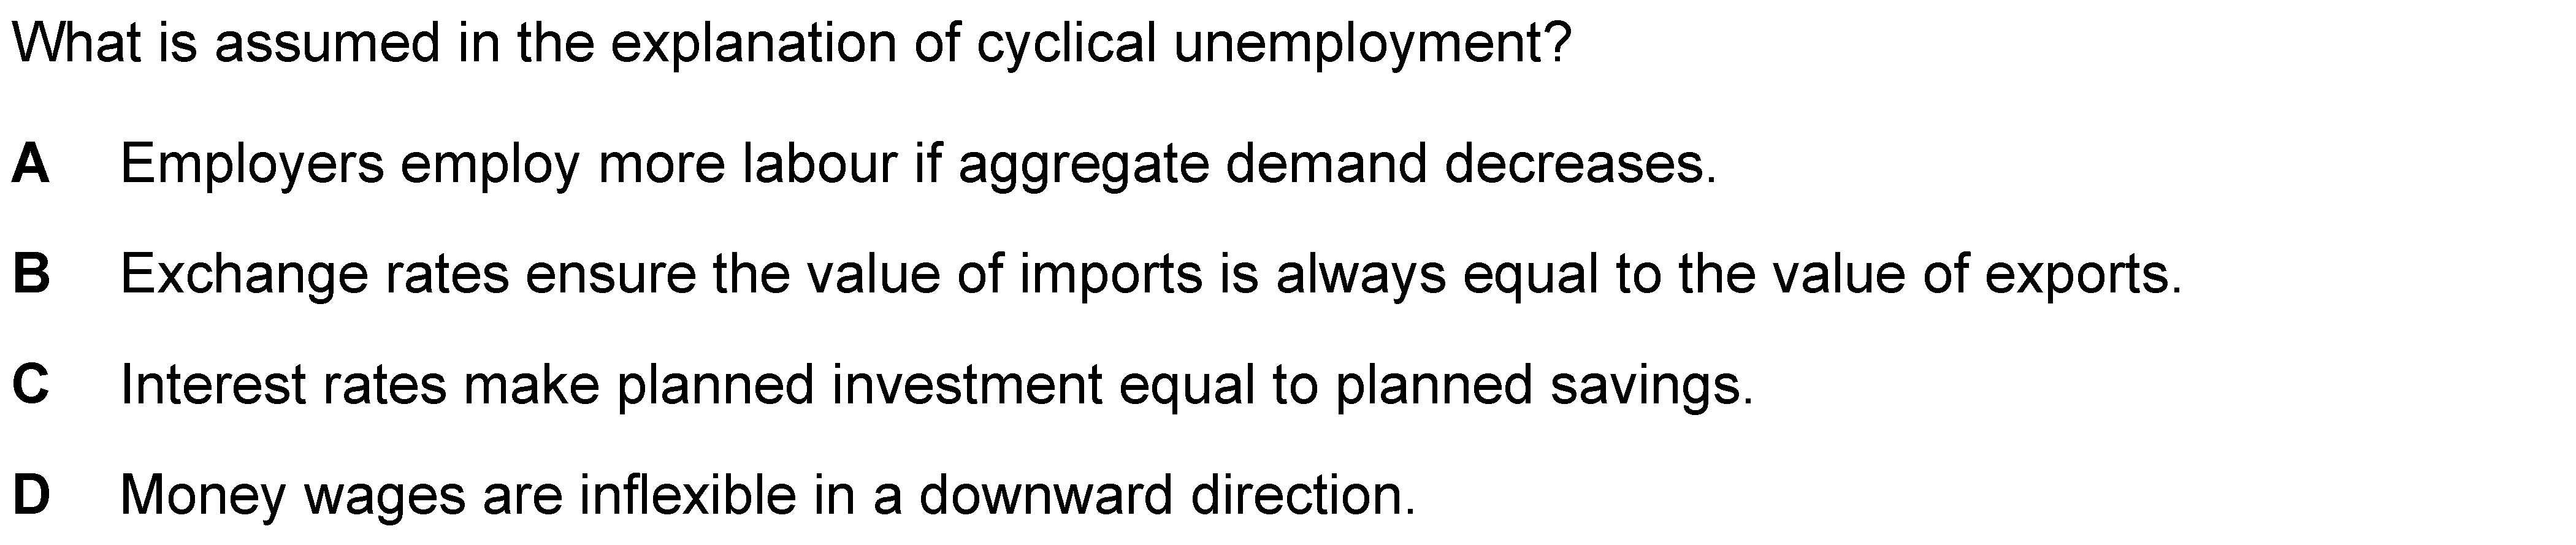 What is assumed in the explanation of cyclical unemployment?
A Employers employ more labour if aggregate demand decreases.
B Exchange rates ensure the value of imports is always equal to the value of exports.
C Interest rates make planned investment equal to planned savings.
D Money wages are inflexible in a downward direction.